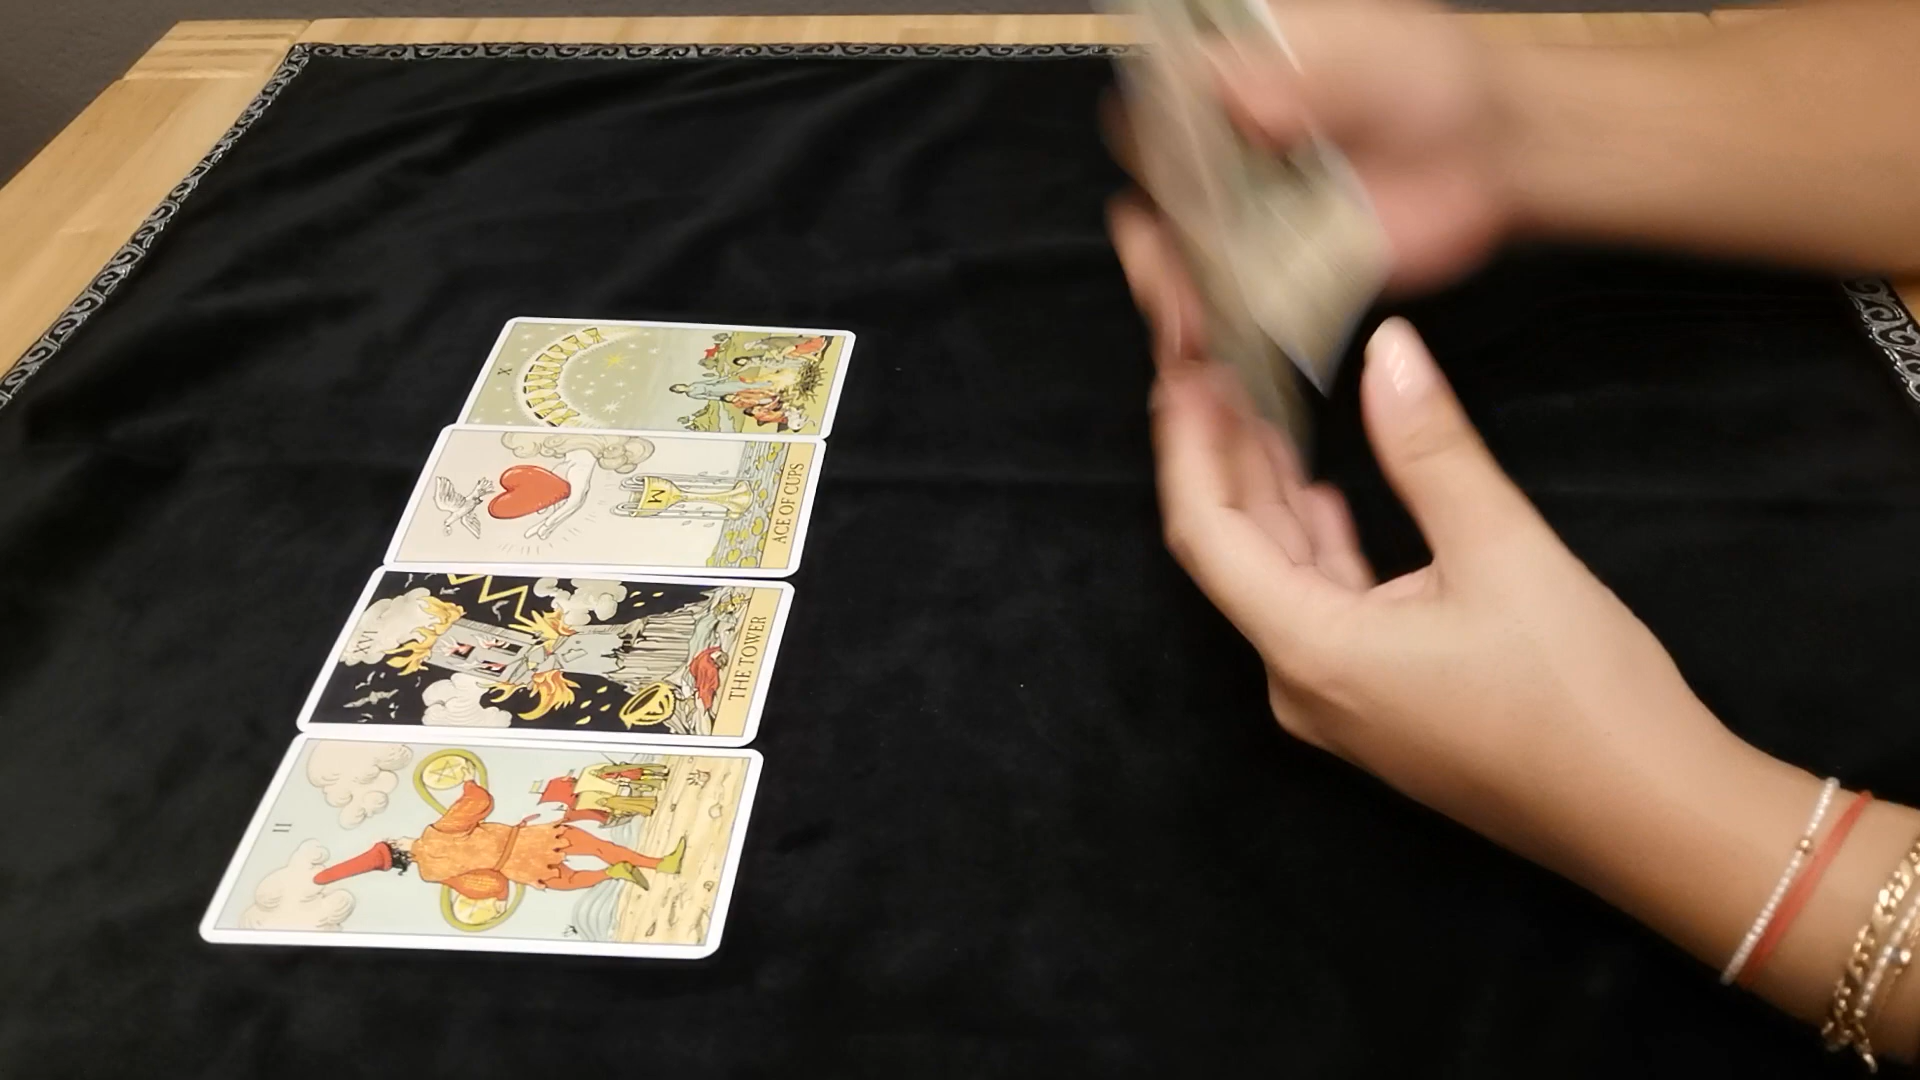 X
ACE OF CUPS
XVI
THE TOWER
II